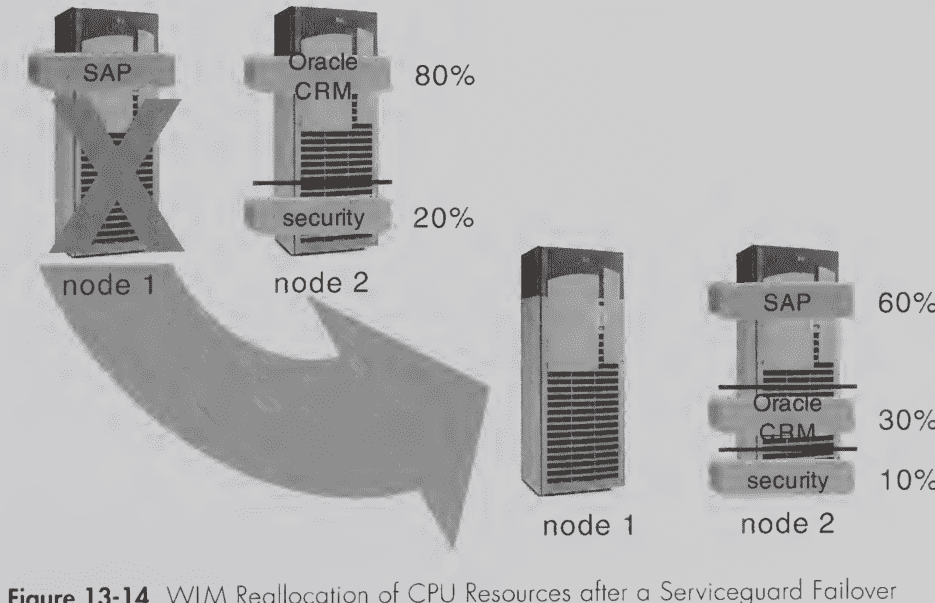 SAP
Oracle
CRM
80%
security
20%
node 1
node 2
SAP
60%
Oracle
CRM
30%
security
10%
node 1
node 2
Figure 13-14 WLM Reallocation of CPU Resources after a Serviceguard Failover